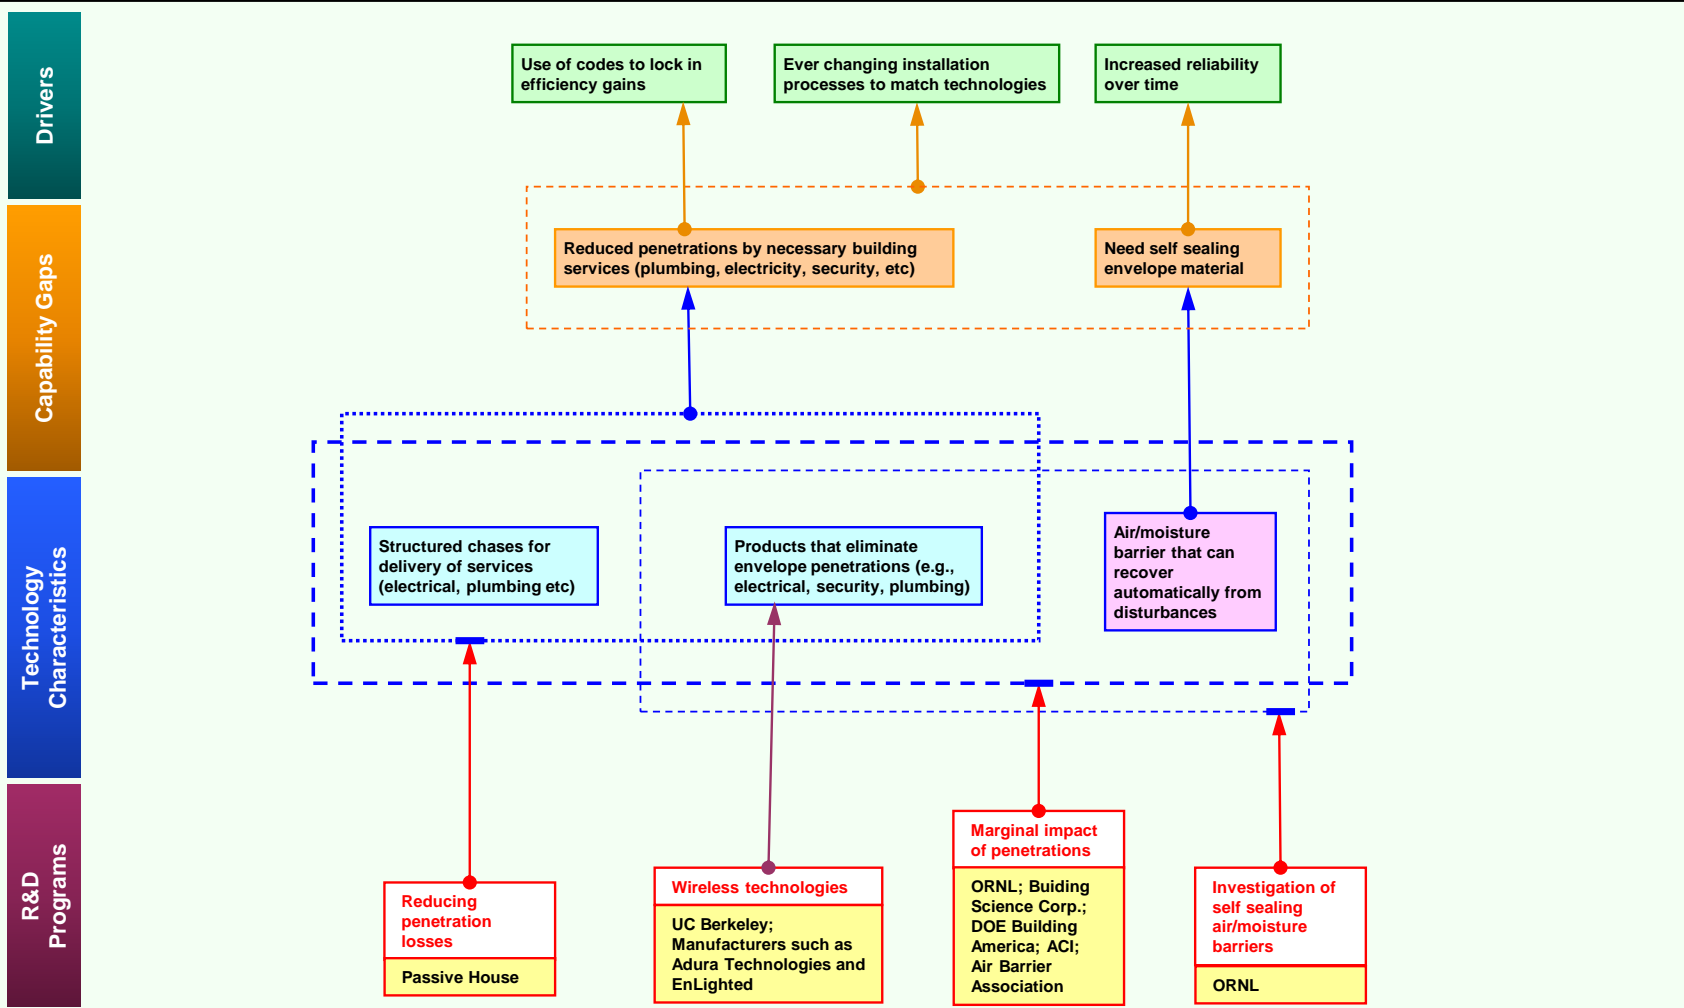 Drivers
Use of codes to lock in
efficiency gains
Ever changing installation
processes to match technologies
Increased reliability
over time
Capability Gaps
Reduced penetrations by necessary building
services (plumbing, electricity, security, etc)
Need self sealing
envelope material
Technology
Characteristics
Structured chases for
delivery of services
(electrical, plumbing etc)
Products that eliminate
envelope penetrations (e.g.,
electrical, security, plumbing)
Air/moisture
barrier that can
recover
automatically from
disturbances
R&D
Programs
Reducing
penetration
losses
Passive House
Wireless technologies
UC Berkeley;
Manufacturers such as
Adura Technologies and
EnLighted
Marginal impact
of penetrations
ORNL; Buiding
Science Corp.;
DOE Building
America; ACI;
Air Barrier
Association
Investigation of
self sealing
air/moisture
barriers
ORNL